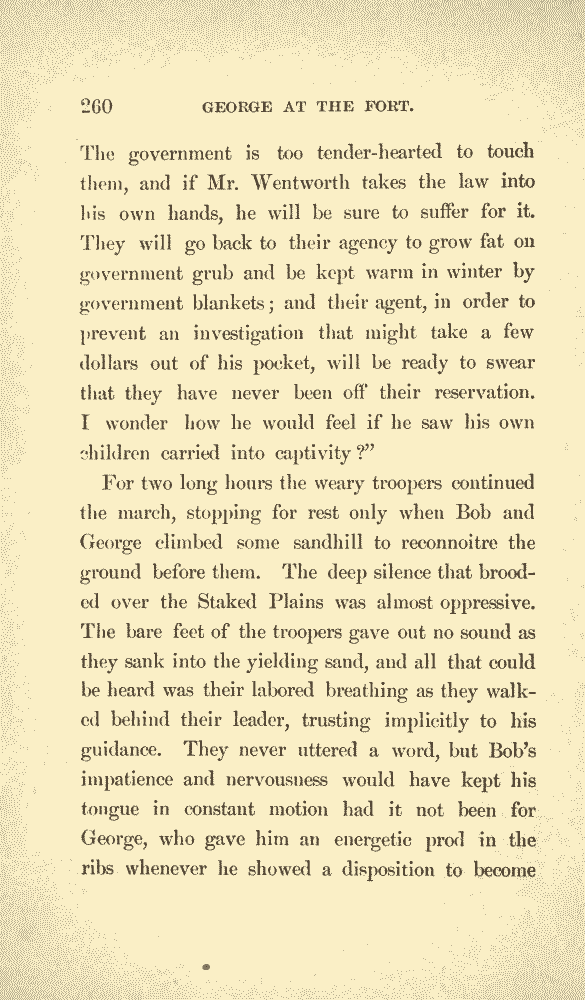 260 GEORGE AT THE FORT.
The government is too tender-hearted to touch
them, and if Mr. Wentworth takes the law into
his own hands, he will be sure to suffer for it.
They will go back to their agency to grow fat on
government grub and be kept warm in winter by
government blankets; and their agent, in order to
prevent an investigation that might take a few
dollars out of his pocket, will be ready to swear
that they have never been off their reservation.
I wonder how he would feel if he saw his own
children carried into captivity?”
For two long hours the weary troopers continued
the march, stopping for rest only when Bob and
George climbed some sandhill to reconnoitre the
ground before them. The deep silence that brood-
ed over the Staked Plains was almost oppressive.
The bare feet of the troopers gave out no sound as
they sank into the yielding sand, and all that could
be heard was their labored breathing as they walk-
ed behind their leader, trusting implicitly to his
guidance. They never uttered a word, but Bob’s
impatience and nervousness would have kept his
tongue in constant motion had it not been for
George, who gave him an energetic prod in the
ribs whenever he showed a disposition to become